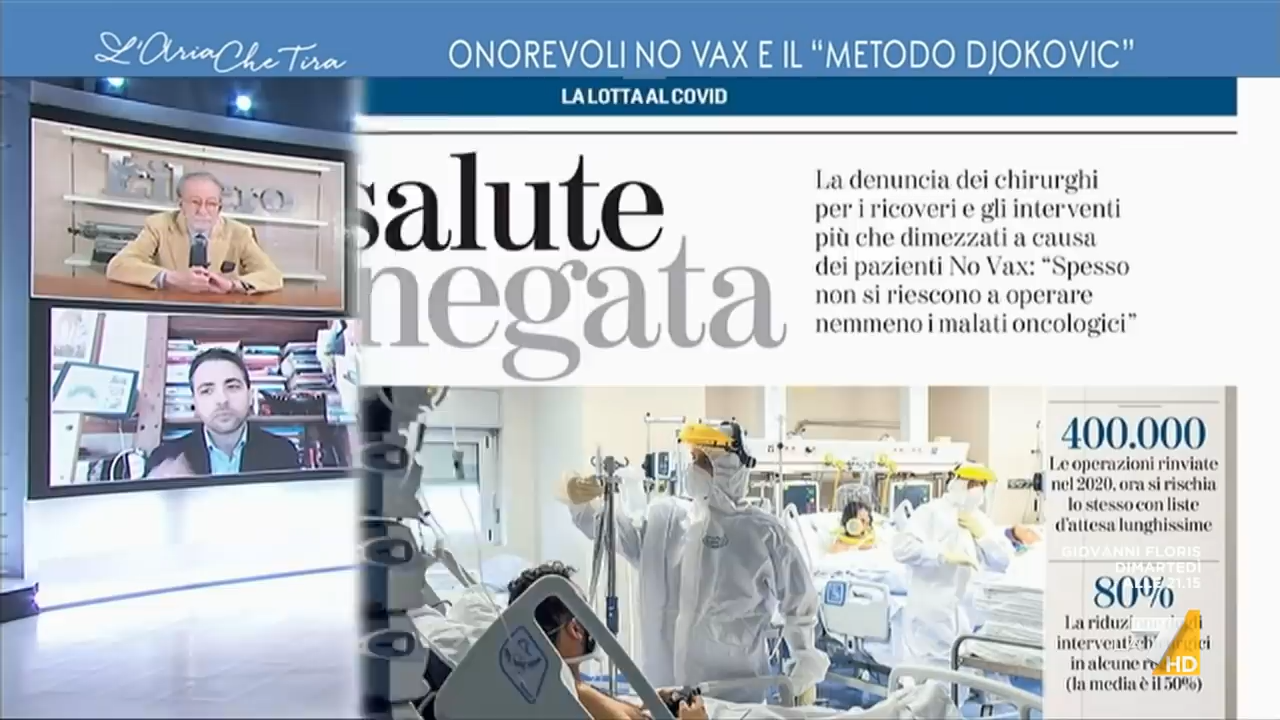 L'Aria Che Tira
ONOREVOLI NO VAX E IL “METODO DJOKOVIC”
LA LOTTA AL COVID
salute
negata
La denuncia dei chirurghi
per i ricoveri e gli interventi
più che dimezzati a causa
dei pazienti No Vax: “Spesso
non si riescono a operare
nemmeno i malati oncologici”
400.000
Le operazioni rinviate
nel 2020, ora si rischia
lo stesso con liste
d'attesa lunghissime
GIOVANNI FLORIS
DIMARTEDÌ
21.15
80%
La
interventi
in alcune
(la media è il 50%)
HD